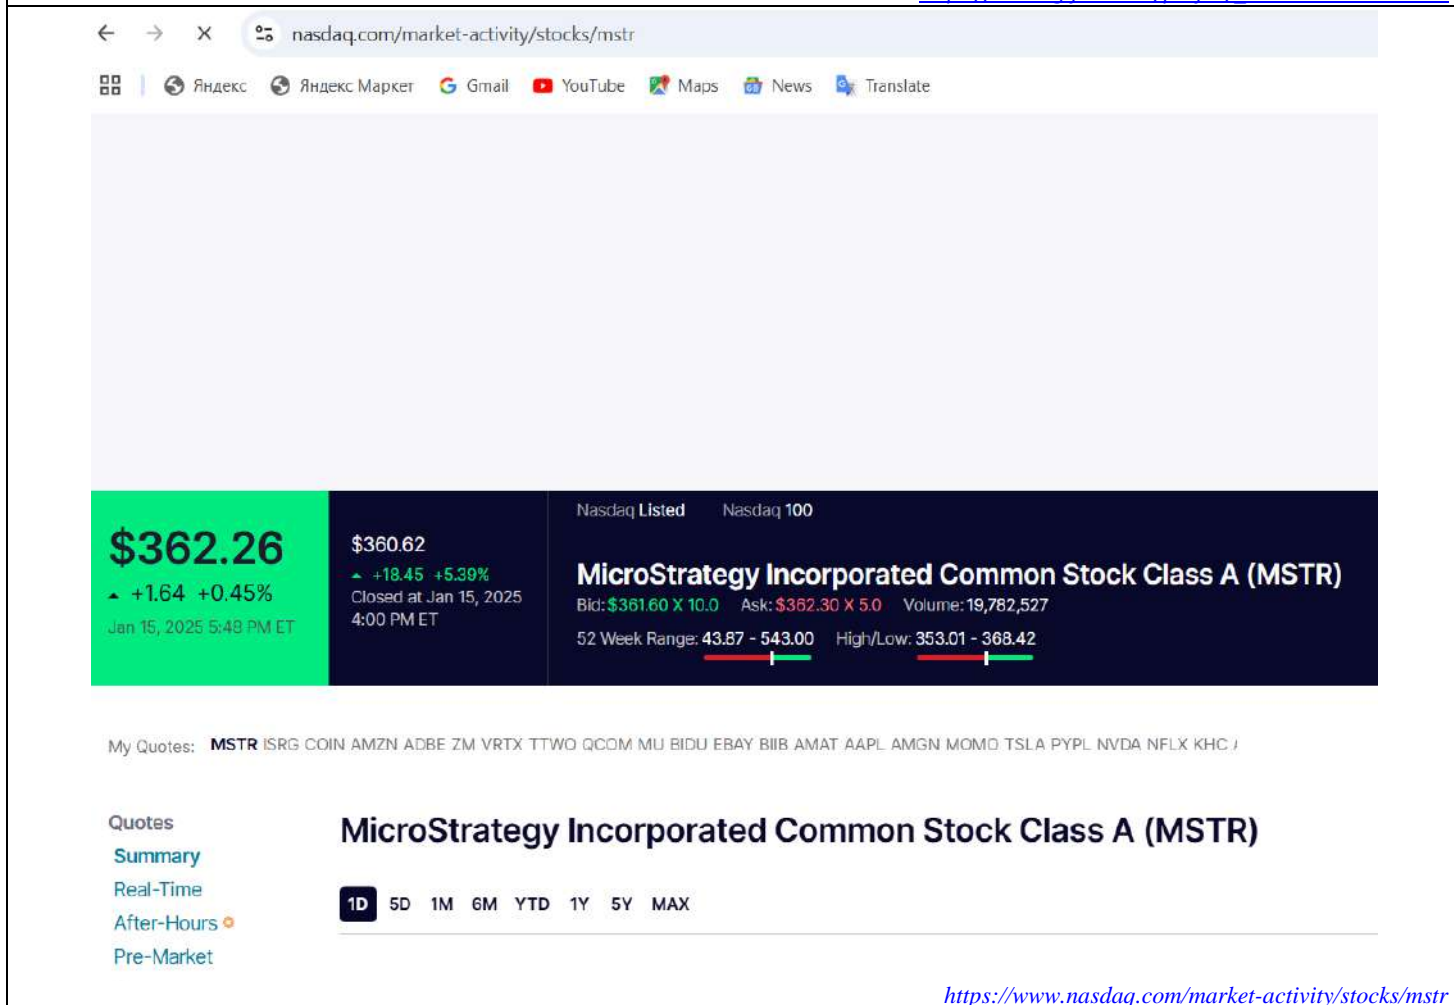 nasdaq.com/market-activity/stocks/mstr
Яндекс Яндекс Маркет Gmail YouTube Maps News Translate
$362.26
+1.64 +0.45%
Jan 15, 2025 5:48 PM ET
$360.62
+18.45 +5.39%
Closed at Jan 15, 2025
4:00 PM ET
Nasdaq Listed Nasdaq 100
MicroStrategy Incorporated Common Stock Class A (MSTR)
Bid: $361.60 X 10.0 Ask: $362.30 X 5.0 Volume: 19,782,527
52 Week Range: 43.87 - 543.00 High/Low: 353.01 - 368.42
My Quotes: MSTR ISRG COIN AMZN ADBE ZM VRTX TTWO QCOM MU BIDU EBAY BIIB AMAT AAPL AMGN MOMO TSLA PYPL NVDA NFLX KHC
Quotes
Summary
Real-Time
After-Hours
Pre-Market
MicroStrategy Incorporated Common Stock Class A (MSTR)
1D 5D 1M 6M YTD 1Y 5Y MAX
https://www.nasdaq.com/market-activity/stocks/mstr